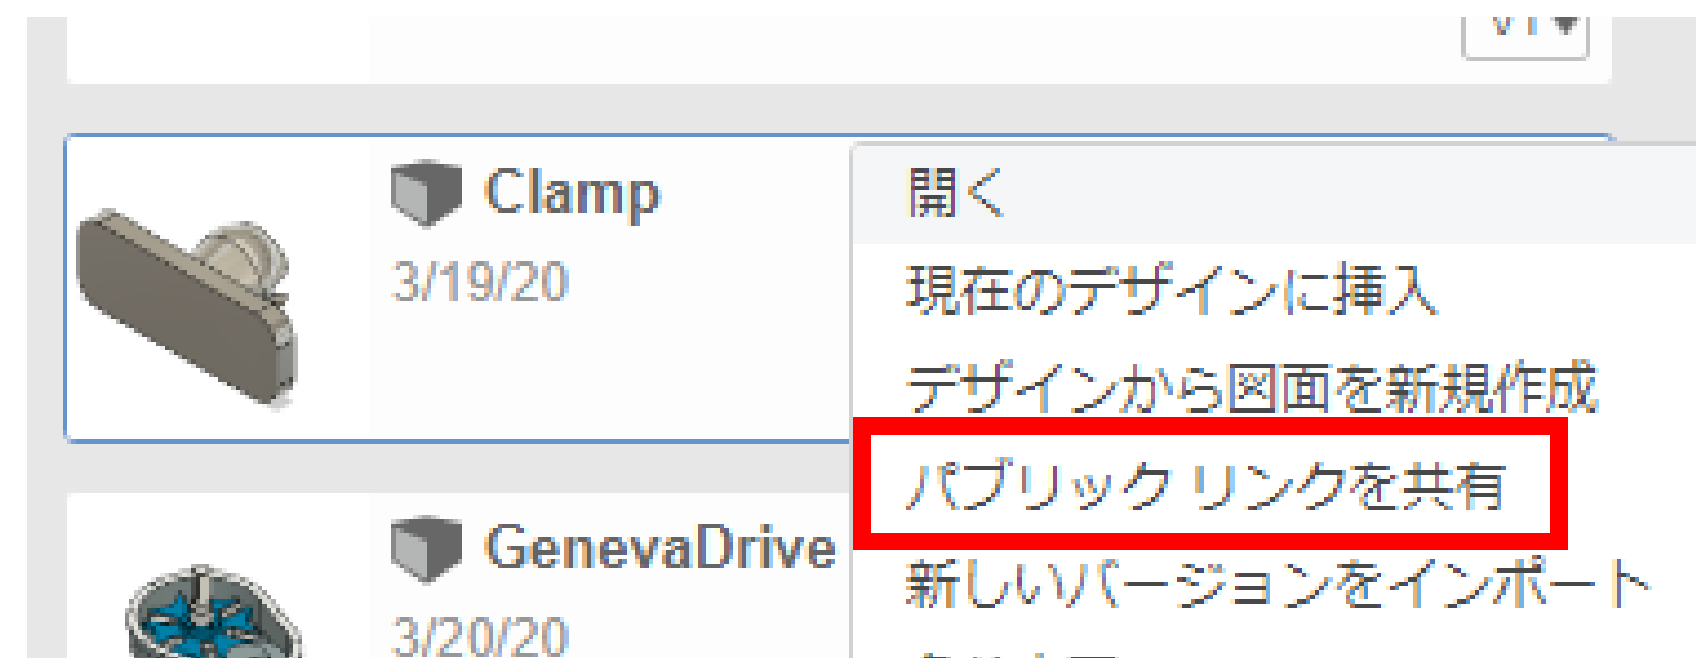 V1
Clamp
3/19/20
開く
現在のデザインに挿入
デザインから図面を新規作成
パブリック リンクを共有
新しいバージョンをインポート
GenevaDrive
3/20/20